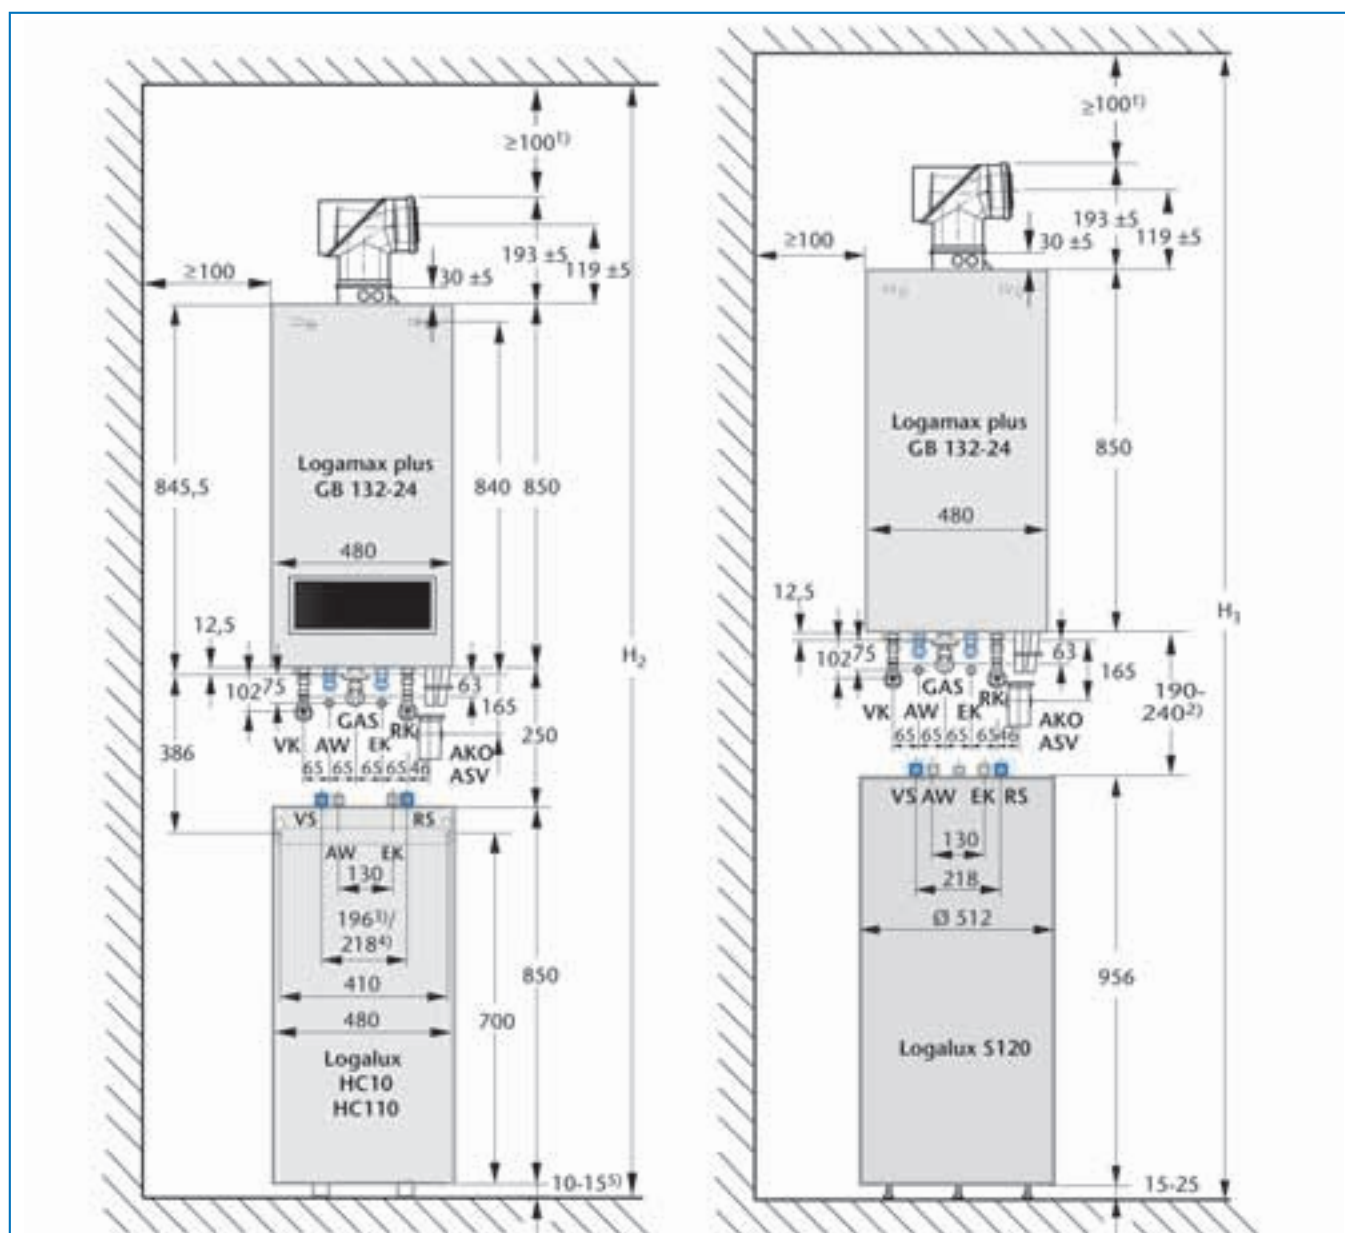 ≥100¹⁾
193 ±5
119 ±5
30 ±5
≥100
Logamax plus
GB 132-24
845,5
840
850
480
12,5
102
75
63
165
GAS
RK
VK
AW
EK
AKO
ASV
65
65
65
65
46
250
386
H₂
VS
RS
AW
EK
130
196³⁾/
218⁴⁾
410
480
700
850
Logalux
HC10
HC110
10-15⁵⁾
≥100¹⁾
193 ±5
119 ±5
30 ±5
≥100
Logamax plus
GB 132-24
850
480
12,5
102
75
63
165
GAS
RK
VK
AW
EK
AKO
ASV
65
65
65
65
46
190-
240²⁾
H₃
VS
AW
EK
RS
130
218
Ø 512
956
Logalux S120
15-25